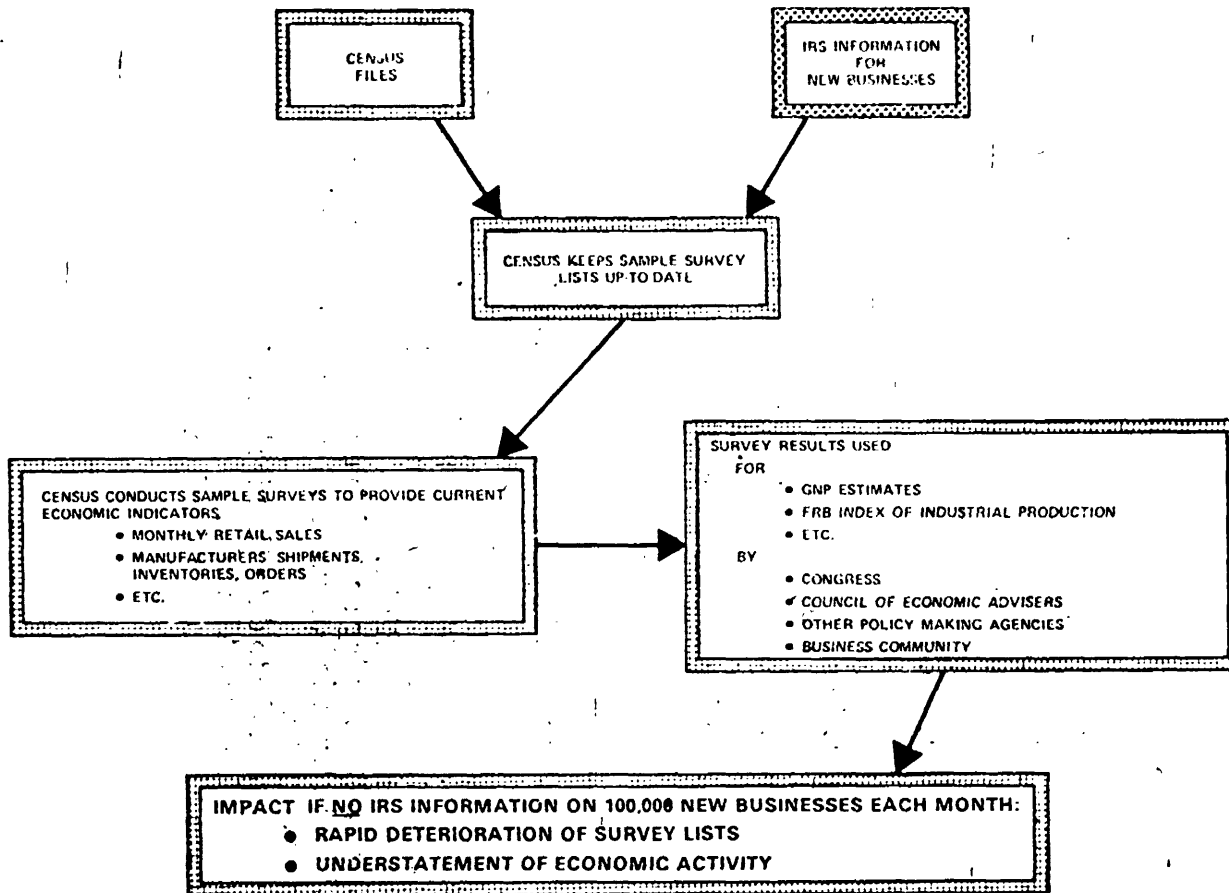 CENSUS
FILES
IRS INFORMATION
FOR
NEW BUSINESSES
CENSUS KEEPS SAMPLE SURVEY
LISTS UP-TO DATE
CENSUS CONDUCTS SAMPLE SURVEYS TO PROVIDE CURRENT
ECONOMIC INDICATORS
• MONTHLY RETAIL SALES
• MANUFACTURERS' SHIPMENTS,
INVENTORIES, ORDERS
• ETC.
SURVEY RESULTS USED
FOR
• GNP ESTIMATES
• FRB INDEX OF INDUSTRIAL PRODUCTION
• ETC.
BY
• CONGRESS
• COUNCIL OF ECONOMIC ADVISERS
• OTHER POLICY MAKING AGENCIES
• BUSINESS COMMUNITY
IMPACT IF NO IRS INFORMATION ON 100,000 NEW BUSINESSES EACH MONTH:
• RAPID DETERIORATION OF SURVEY LISTS
• UNDERSTATEMENT OF ECONOMIC ACTIVITY